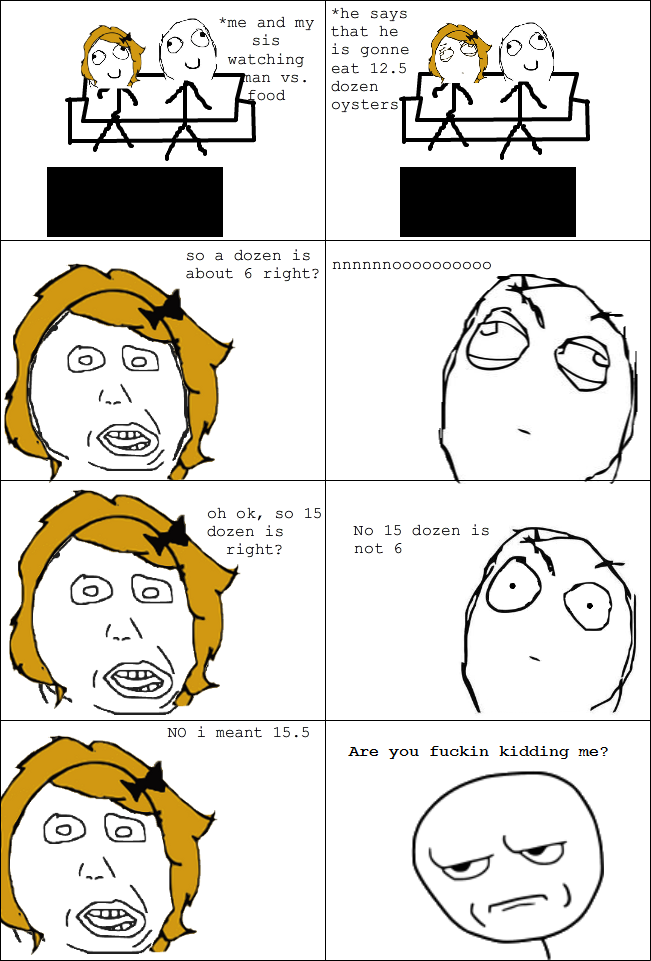 *me and my
sis
watching
man vs.
food
*he says
that he
is gonne
eat 12.5
dozen
oysters
so a dozen is
about 6 right?
nnnnnnoooooooooo
oh ok, so 15
dozen is
right?
No 15 dozen is
not 6
NO i meant 15.5
Are you fuckin kidding me?